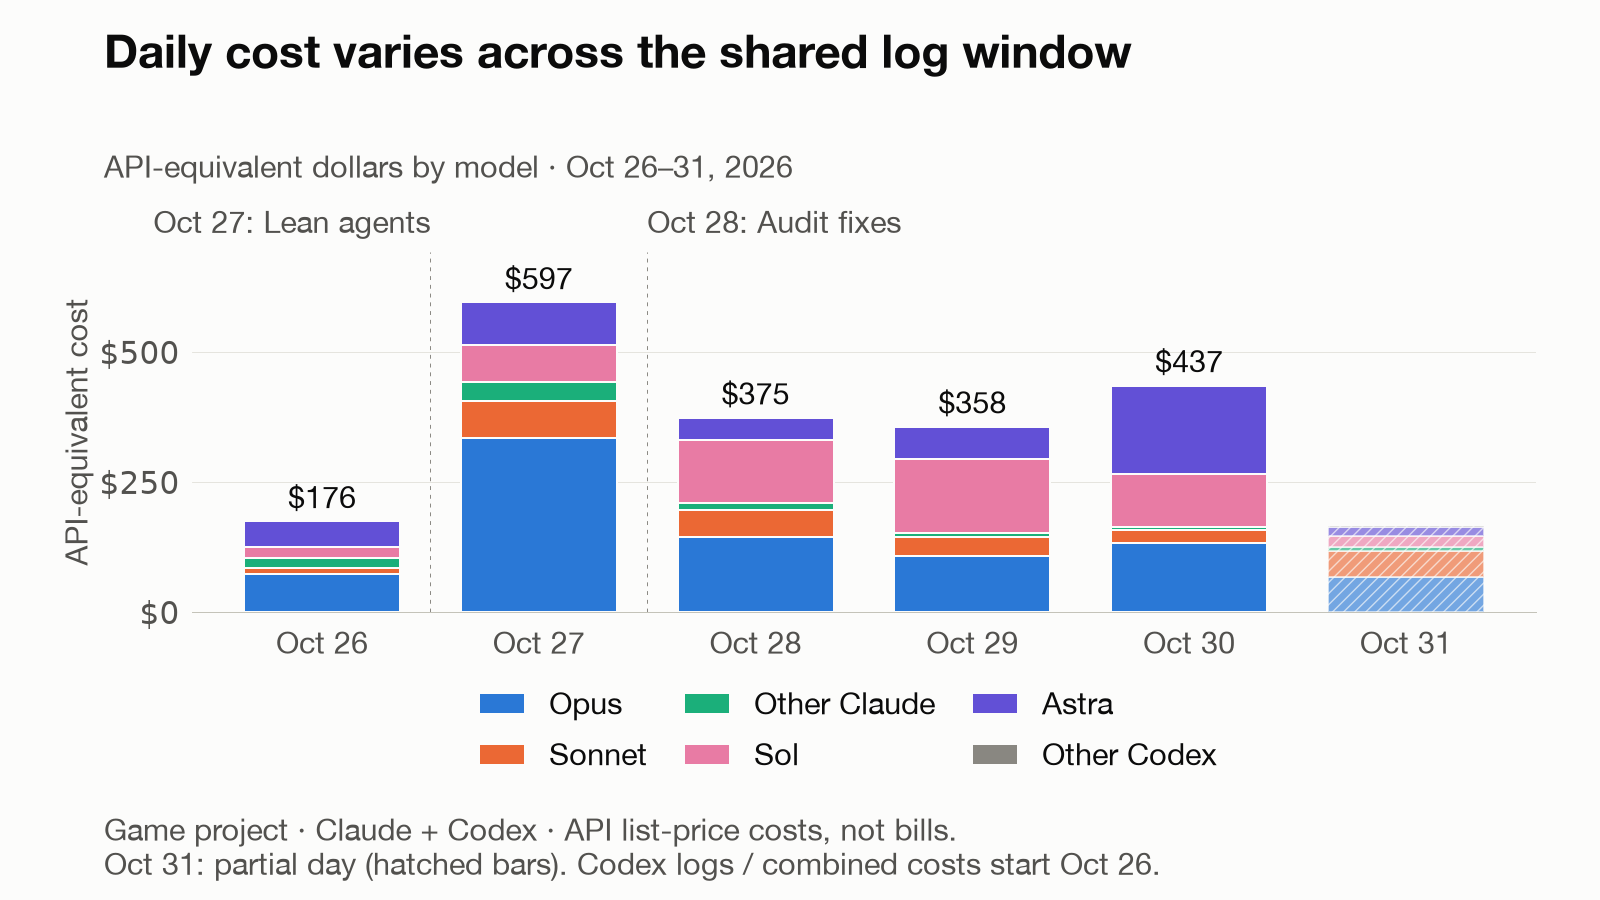 Daily cost varies across the shared log window
API-equivalent dollars by model · Oct 26–31, 2026
Oct 27: Lean agents
Oct 28: Audit fixes
API-equivalent cost
$500
$250
$0
$176
$597
$375
$358
$437
Oct 26
Oct 27
Oct 28
Oct 29
Oct 30
Oct 31
Opus
Other Claude
Astra
Sonnet
Sol
Other Codex
Game project · Claude + Codex · API list-price costs, not bills.
Oct 31: partial day (hatched bars). Codex logs / combined costs start Oct 26.